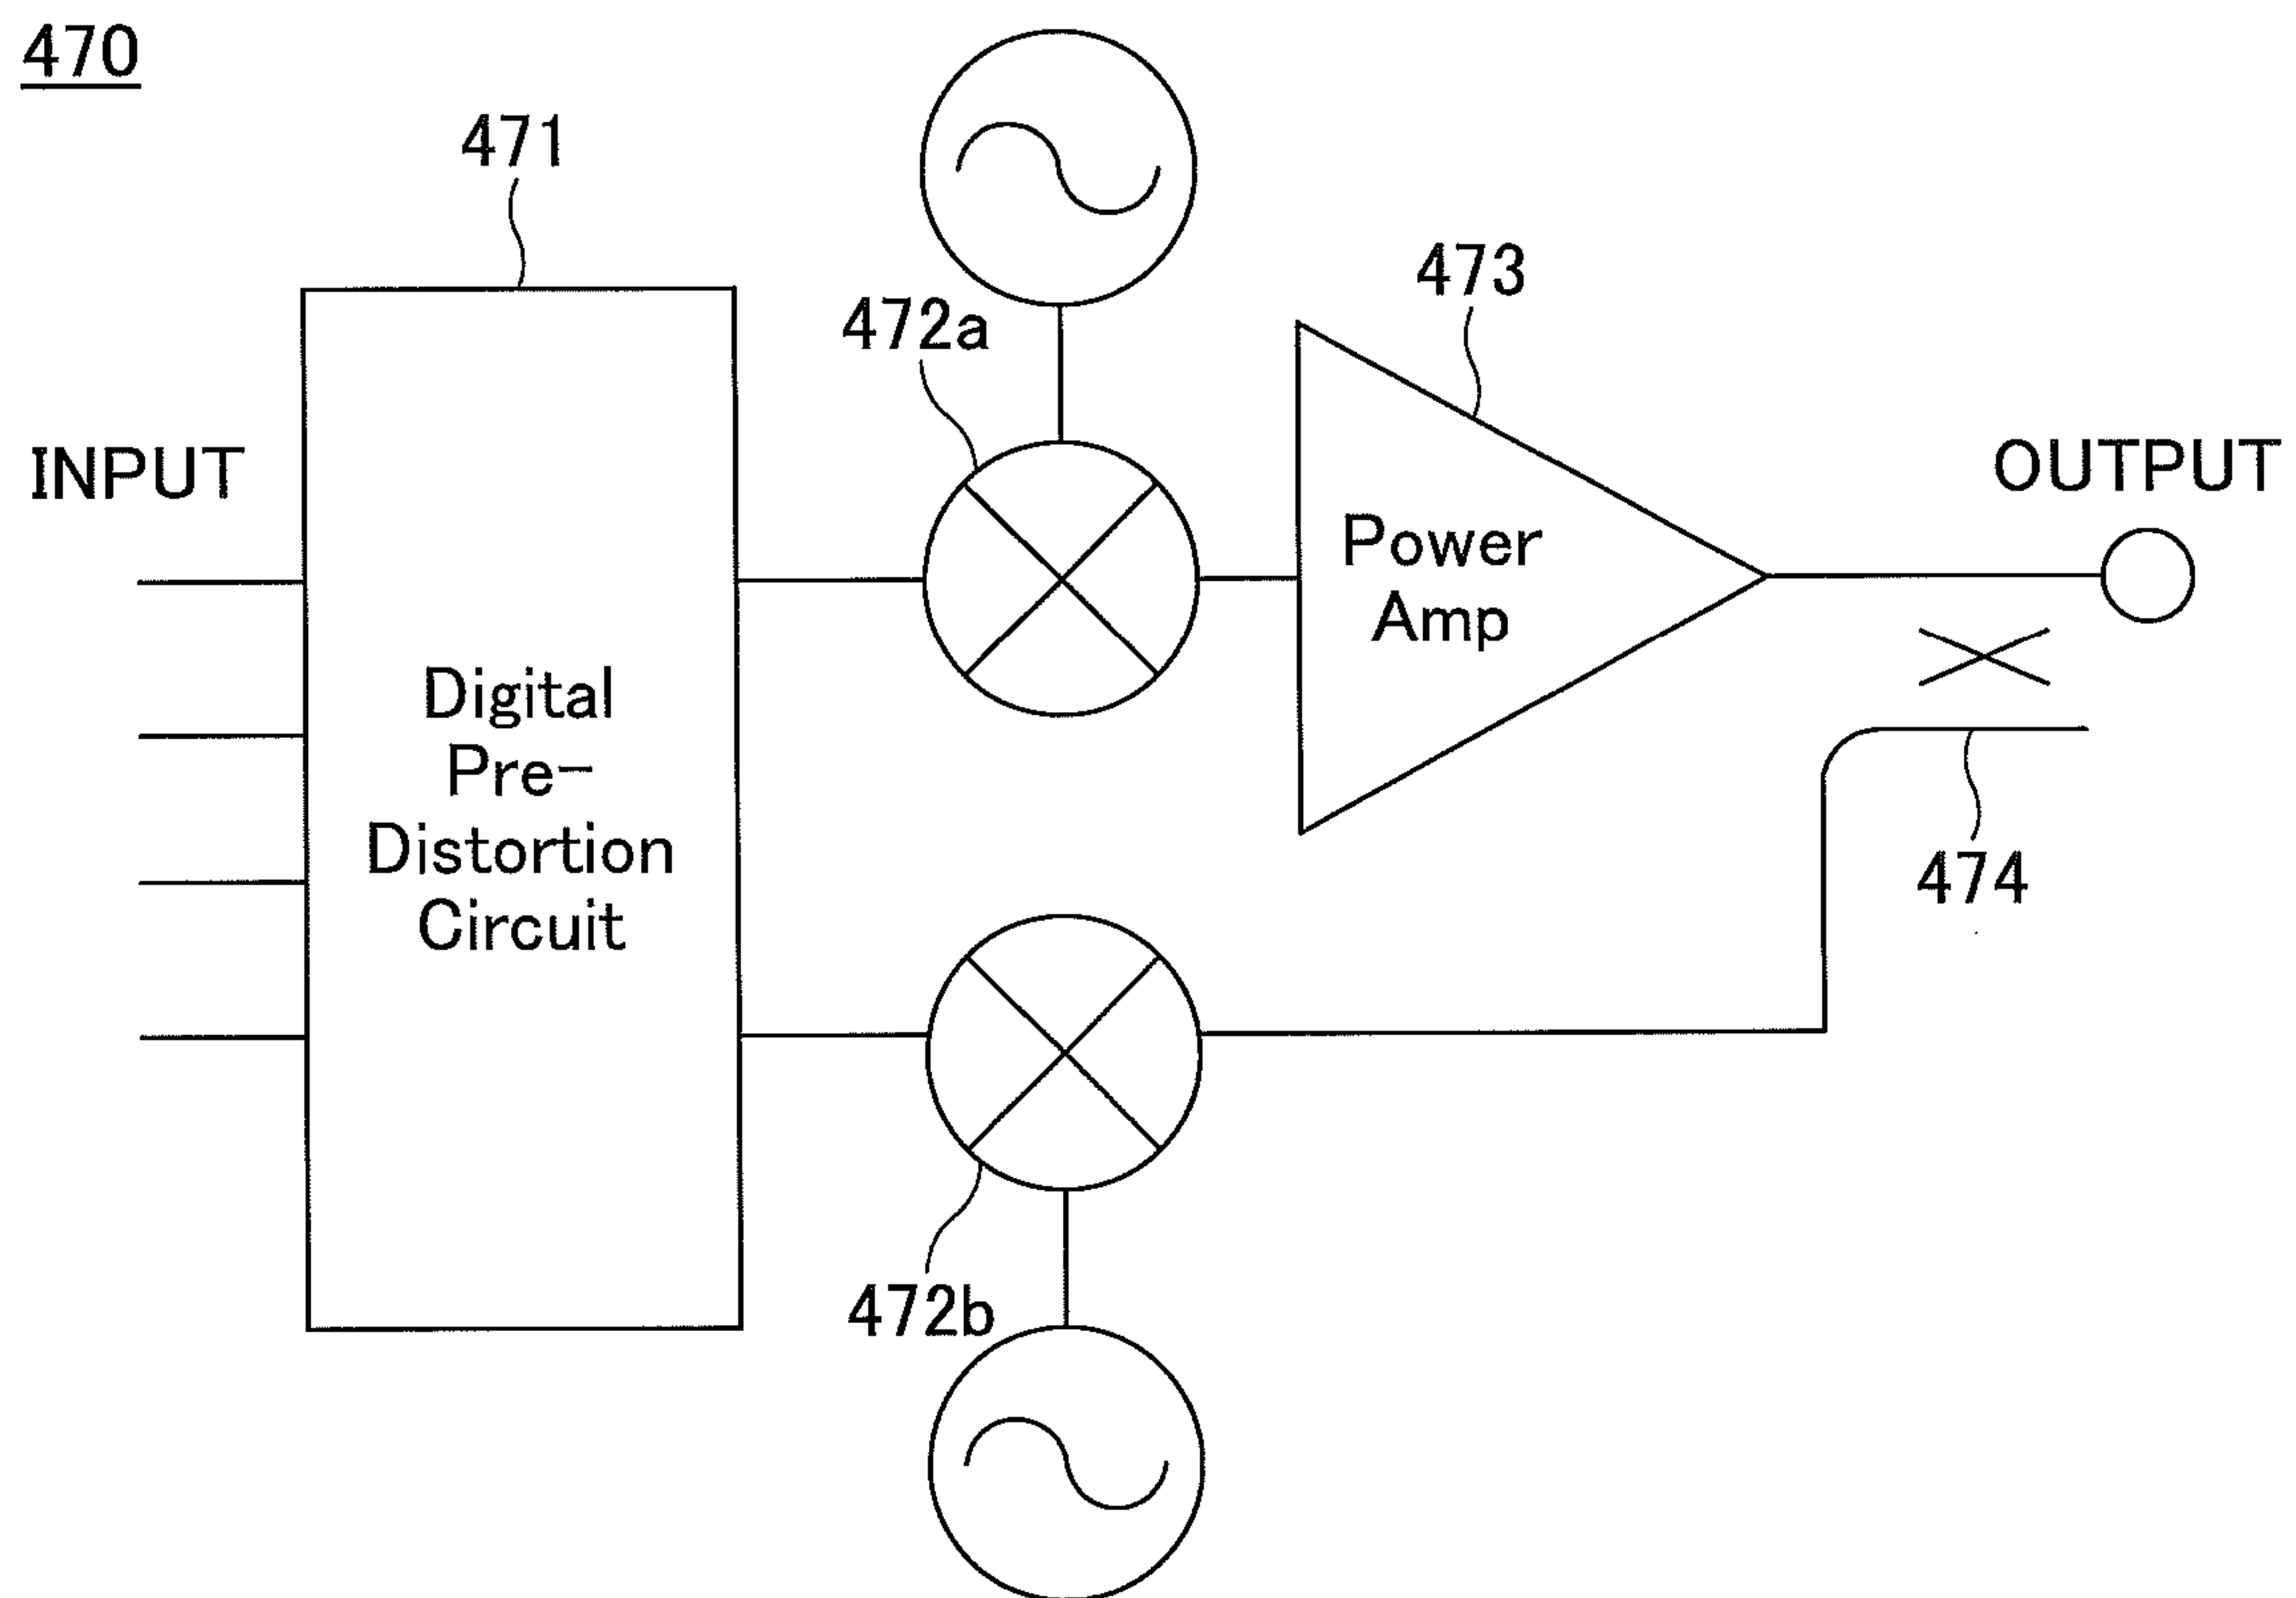 470
471
472a
473
INPUT
OUTPUT
Power
Amp
Digital
Pre-
Distortion
Circuit
474
472b